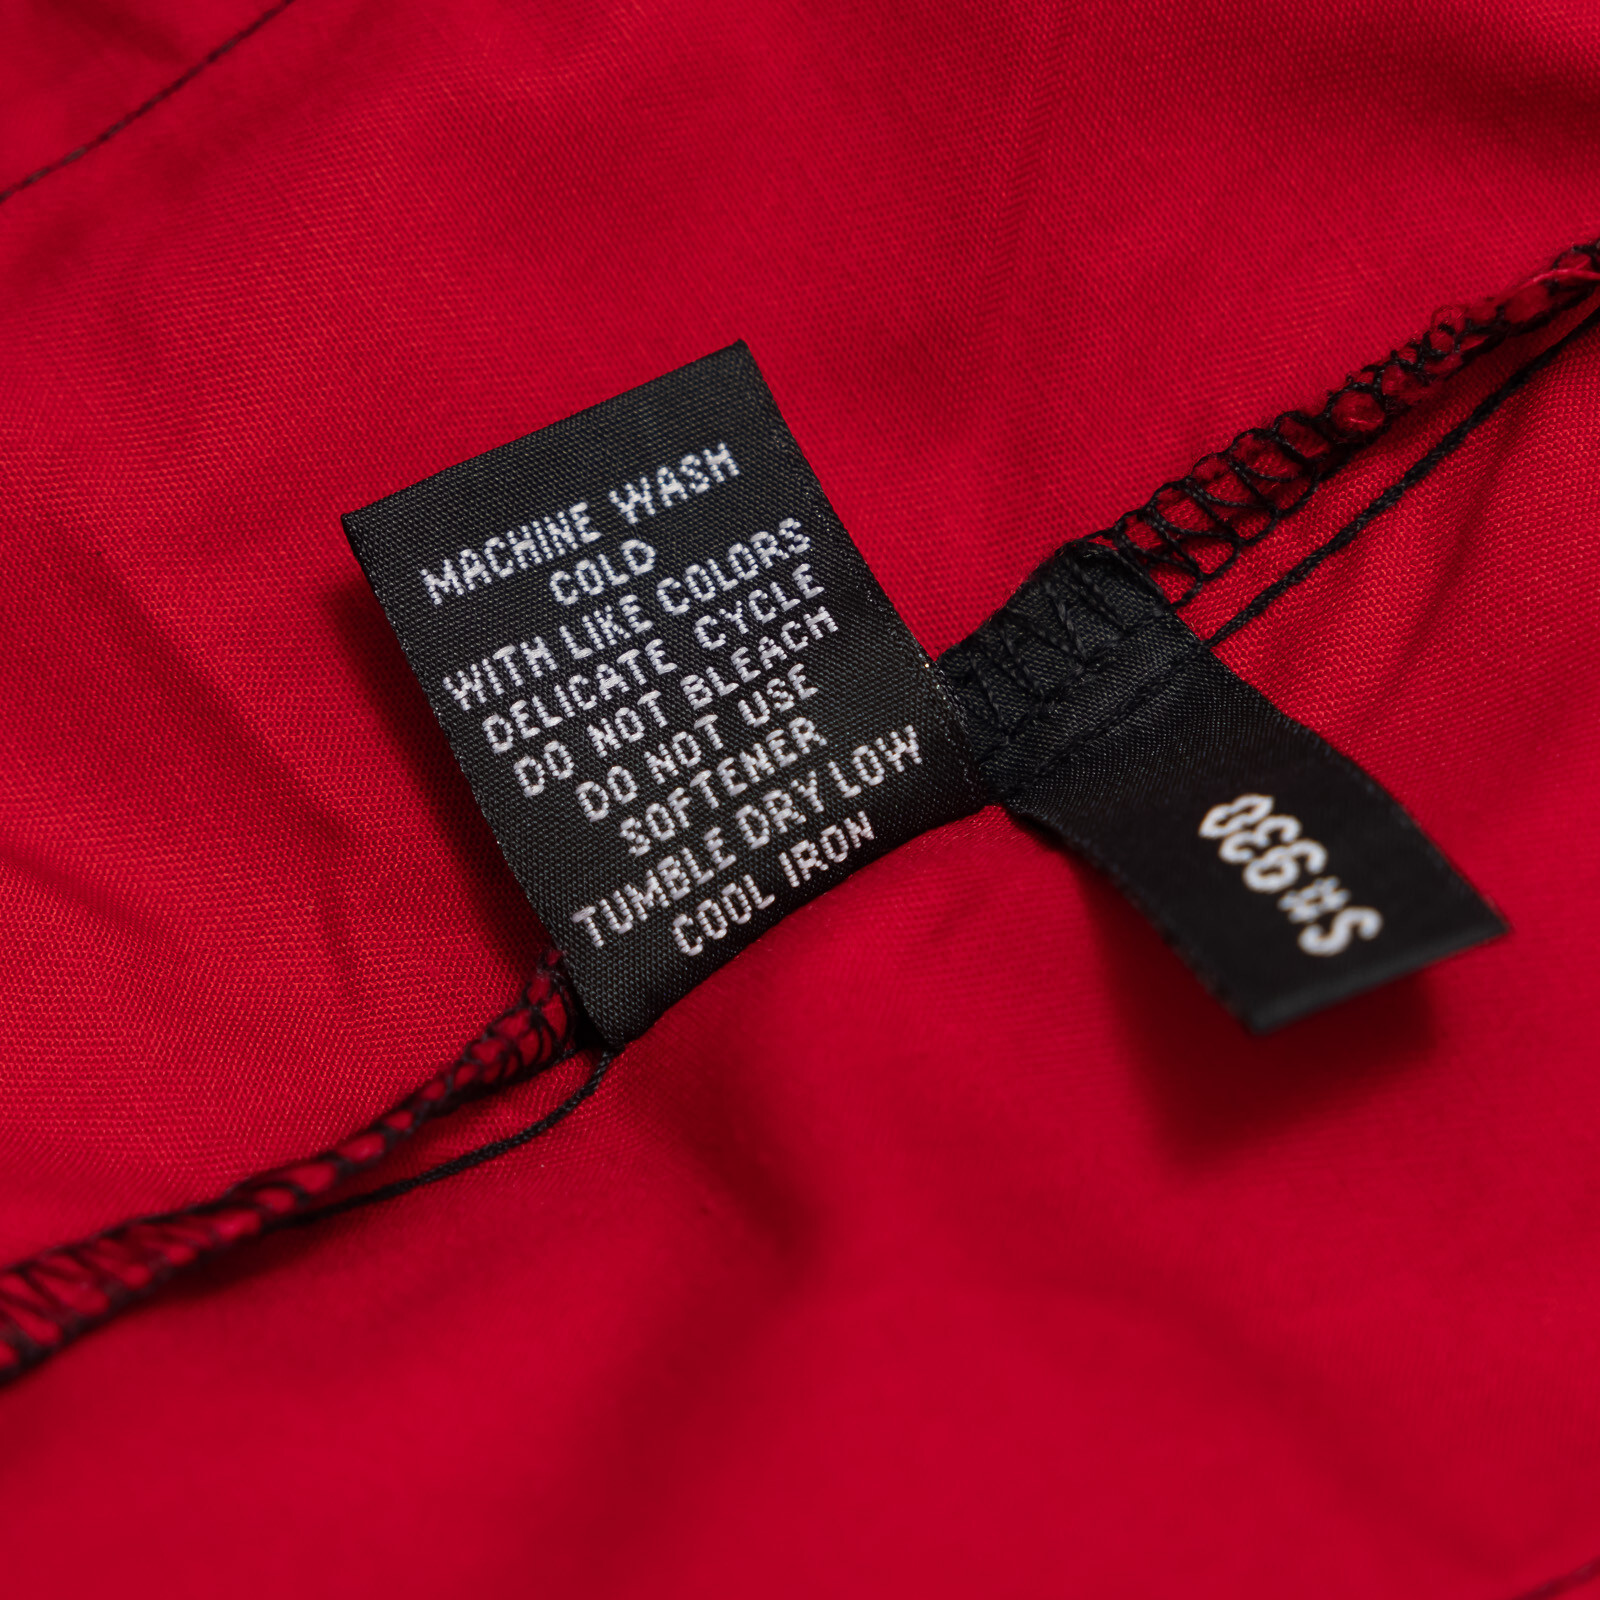 MACHINE WASH
COLD
WITH LIKE COLORS
DELICATE CYCLE
DO NOT BLEACH
DO NOT USE
SOFTENER
TUMBLE DRY LOW
COOL IRON
S#:930